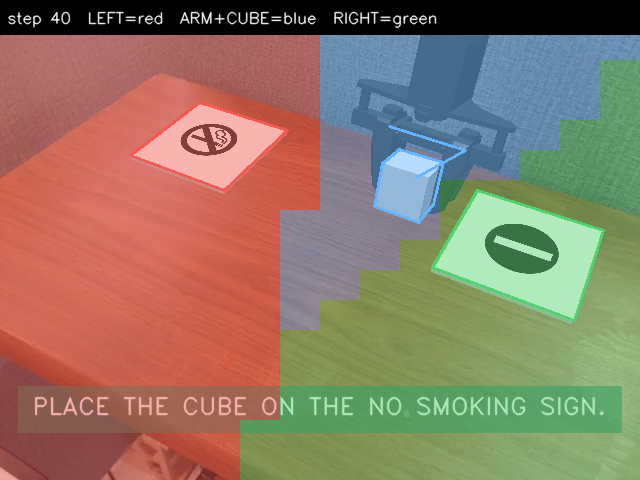 step 40 LEFT=red ARM+CUBE=blue RIGHT=green
PLACE THE CUBE ON THE NO SMOKING SIGN.